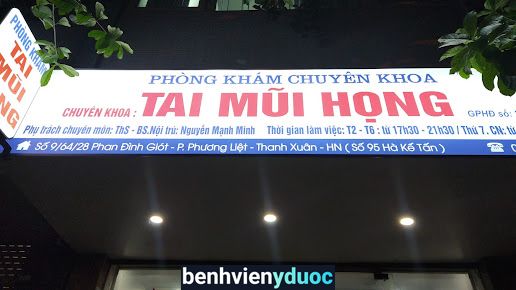 PHÒNG KHÁM
TAI
MŨI
HỌNG
PHÒNG KHÁM CHUYÊN KHOA
CHUYÊN KHOA : TAI MŨI HỌNG
GPHĐ số:
Phụ trách chuyên môn: ThS - BS.Nội trú: Nguyễn Mạnh Minh Thời gian làm việc: T2 - T6 : từ 17h30 - 21h30 / Thứ 7, CN: từ
Số 9/64/28 Phan Đình Giót - P. Phương Liệt - Thanh Xuân - HN ( Số 95 Hà Kế Tấn )
benhvienyduoc